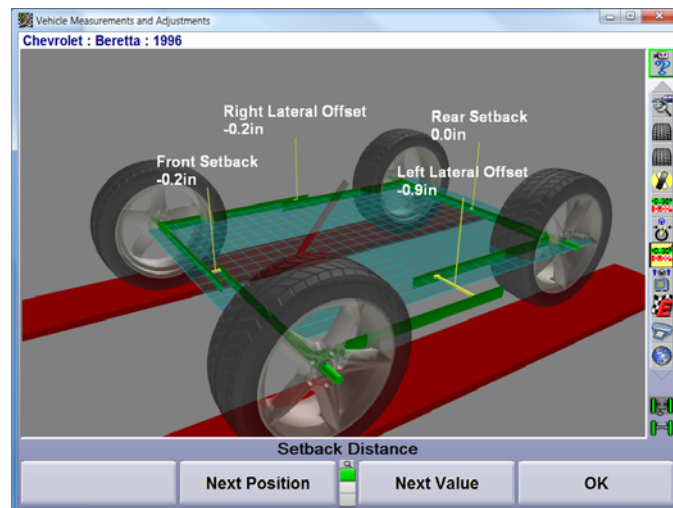 Vehicle Measurements and Adjustments
Chevrolet : Beretta : 1996
Right Lateral Offset
-0.2in
Rear Setback
0.0in
Front Setback
-0.2in
Left Lateral Offset
-0.9in
Setback Distance
Next Position
Next Value
OK